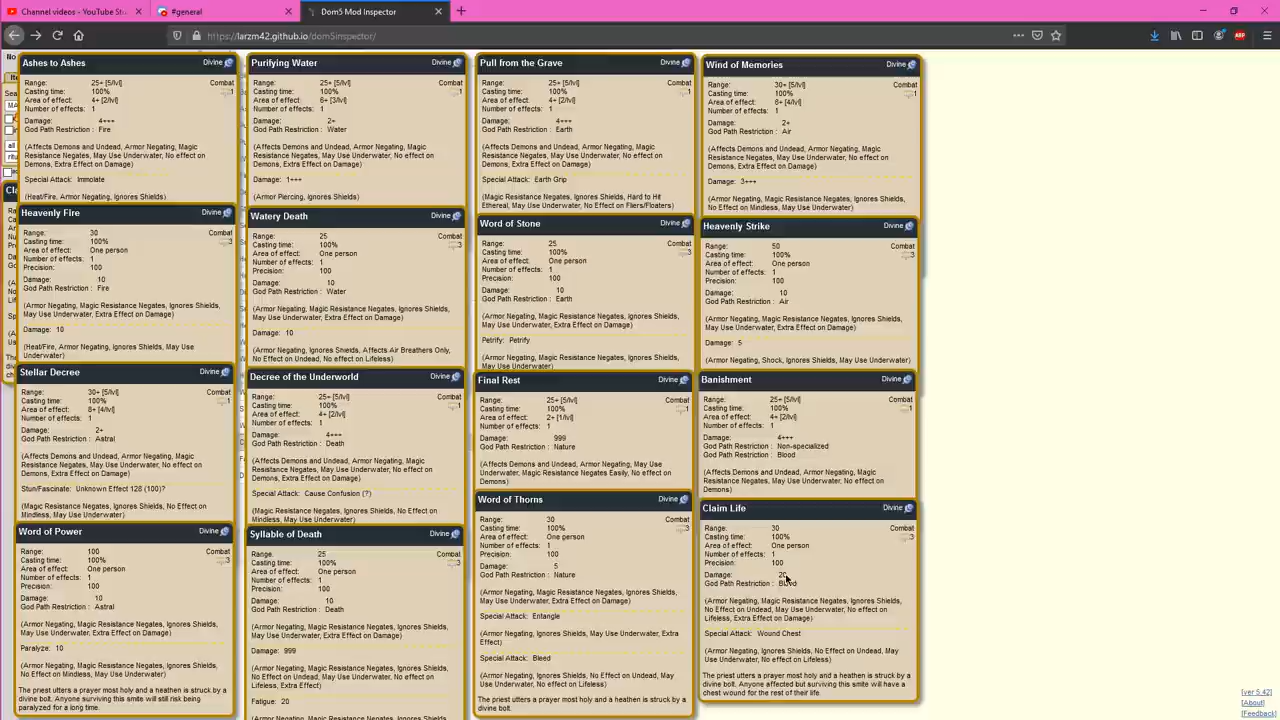 Channel videos - YouTube St
#general
Dom5 Mod Inspector
https://larzm42.github.io/dom5inspector/
Ashes to Ashes
Divine
Range: 25+ [5/lvl]
Combat
Casting time: 100%
1
Area of effect: 4+ [2/lvl]
Number of effects: 1
Damage: 4+++
God Path Restriction : Fire
(Affects Demons and Undead, Armor Negating, Magic
Resistance Negates, May Use Underwater, No effect on
Demons, Extra Effect on Damage)
Special Attack: Immolate
(Heat/Fire, Armor Negating, Ignores Shields)
Heavenly Fire
Divine
Range: 30
Combat
Casting time: 100%
3
Area of effect: One person
Number of effects: 1
Precision: 100
Damage: 10
God Path Restriction : Fire
(Armor Negating, Magic Resistance Negates, Ignores Shields,
May Use Underwater, Extra Effect on Damage)
Damage: 10
(Heat/Fire, Armor Negating, Ignores Shields, May Use
Underwater)
Stellar Decree
Divine
Range: 30+ [5/lvl]
Combat
Casting time: 100%
1
Area of effect: 8+ [4/lvl]
Number of effects: 1
Damage: 2+
God Path Restriction : Astral
(Affects Demons and Undead, Armor Negating, Magic
Resistance Negates, May Use Underwater, No effect on
Demons, Extra Effect on Damage)
Stun/Fascinate: Unknown Effect 128 (100)?
(Magic Resistance Negates, Ignores Shields, No Effect on
Mindless, May Use Underwater)
Word of Power
Divine
Range: 100
Combat
Casting time: 100%
3
Area of effect: One person
Number of effects: 1
Precision: 100
Damage: 10
God Path Restriction : Astral
(Armor Negating, Magic Resistance Negates, Ignores Shields,
May Use Underwater, Extra Effect on Damage)
Paralyze: 10
(Armor Negating, Magic Resistance Negates, Ignores Shields,
No Effect on Mindless, May Use Underwater)
The priest utters a prayer most holy and a heathen is struck by a
divine bolt. Anyone surviving this smite will still risk being
paralyzed for a long time.
Purifying Water
Divine
Range: 25+ [5/lvl]
Combat
Casting time: 100%
1
Area of effect: 6+ [3/lvl]
Number of effects: 1
Damage: 2+
God Path Restriction : Water
(Affects Demons and Undead, Armor Negating, Magic
Resistance Negates, May Use Underwater, No effect on
Demons, Extra Effect on Damage)
Damage: 1+++
(Armor Piercing, Ignores Shields)
Watery Death
Divine
Range: 25
Combat
Casting time: 100%
3
Area of effect: One person
Number of effects: 1
Precision: 100
Damage: 10
God Path Restriction : Water
(Armor Negating, Magic Resistance Negates, Ignores Shields,
May Use Underwater, Extra Effect on Damage)
Damage: 10
(Armor Negating, Ignores Shields, Affects Air Breathers Only,
No Effect on Undead, No effect on Lifeless)
Decree of the Underworld
Divine
Range: 25+ [5/lvl]
Combat
Casting time: 100%
1
Area of effect: 4+ [2/lvl]
Number of effects: 1
Damage: 4+++
God Path Restriction : Death
(Affects Demons and Undead, Armor Negating, Magic
Resistance Negates, May Use Underwater, No effect on
Demons, Extra Effect on Damage)
Special Attack: Cause Confusion (?)
(Magic Resistance Negates, Ignores Shields, No Effect on
Mindless, May Use Underwater)
Syllable of Death
Divine
Range: 25
Combat
Casting time: 100%
3
Area of effect: One person
Number of effects: 1
Precision: 100
Damage: 10
God Path Restriction : Death
(Armor Negating, Magic Resistance Negates, Ignores Shields,
May Use Underwater, Extra Effect on Damage)
Damage: 999
(Armor Negating, Magic Resistance Negates, Ignores Shields,
No Effect on Undead, May Use Underwater, No effect on
Lifeless, Extra Effect)
Fatigue: 20
(Armor Negating, Magic Resistance Negates, Ignores Shields,
Pull from the Grave
Divine
Range: 25+ [5/lvl]
Combat
Casting time: 100%
1
Area of effect: 4+ [2/lvl]
Number of effects: 1
Damage: 4+++
God Path Restriction : Earth
(Affects Demons and Undead, Armor Negating, Magic
Resistance Negates, May Use Underwater, No effect on
Demons, Extra Effect on Damage)
Special Attack: Earth Grip
(Magic Resistance Negates, Ignores Shields, Hard to Hit
Ethereal, May Use Underwater, No Effect on Fliers/Floaters)
Word of Stone
Divine
Range: 25
Combat
Casting time: 100%
3
Area of effect: One person
Number of effects: 1
Precision: 100
Damage: 10
God Path Restriction : Earth
(Armor Negating, Magic Resistance Negates, Ignores Shields,
May Use Underwater, Extra Effect on Damage)
Petrify: Petrify
(Armor Negating, Magic Resistance Negates, Ignores Shields,
May Use Underwater)
Final Rest
Divine
Range: 25+ [5/lvl]
Combat
Casting time: 100%
1
Area of effect: 2+ [1/lvl]
Number of effects: 1
Damage: 999
God Path Restriction : Nature
(Affects Demons and Undead, Armor Negating, May Use
Underwater, Magic Resistance Negates Easily, No effect on
Demons)
Word of Thorns
Divine
Range: 30
Combat
Casting time: 100%
3
Area of effect: One person
Number of effects: 1
Precision: 100
Damage: 5
God Path Restriction : Nature
(Armor Negating, Magic Resistance Negates, Ignores Shields,
May Use Underwater, Extra Effect on Damage)
Special Attack: Entangle
(Armor Negating, Ignores Shields, May Use Underwater, Extra
Effect)
Special Attack: Bleed
(Armor Negating, Ignores Shields, No Effect on Undead, May
Use Underwater, No effect on Lifeless)
The priest utters a prayer most holy and a heathen is struck by a
divine bolt.
Wind of Memories
Divine
Range: 30+ [5/lvl]
Combat
Casting time: 100%
1
Area of effect: 8+ [4/lvl]
Number of effects: 1
Damage: 2+
God Path Restriction : Air
(Affects Demons and Undead, Armor Negating, Magic
Resistance Negates, May Use Underwater, No effect on
Demons, Extra Effect on Damage)
Damage: 3+++
(Armor Negating, Magic Resistance Negates, Ignores Shields,
No Effect on Mindless, May Use Underwater)
Heavenly Strike
Divine
Range: 50
Combat
Casting time: 100%
3
Area of effect: One person
Number of effects: 1
Precision: 100
Damage: 10
God Path Restriction : Air
(Armor Negating, Magic Resistance Negates, Ignores Shields,
May Use Underwater, Extra Effect on Damage)
Damage: 5
(Armor Negating, Shock, Ignores Shields, May Use Underwater)
Banishment
Divine
Range: 25+ [5/lvl]
Combat
Casting time: 100%
1
Area of effect: 4+ [2/lvl]
Number of effects: 1
Damage: 4+++
God Path Restriction : Non-specialized
God Path Restriction : Blood
(Affects Demons and Undead, Armor Negating, Magic
Resistance Negates, May Use Underwater, No effect on
Demons)
Claim Life
Divine
Range: 30
Combat
Casting time: 100%
3
Area of effect: One person
Number of effects: 1
Precision: 100
Damage: 20
God Path Restriction : Blood
(Armor Negating, Magic Resistance Negates, Ignores Shields,
No Effect on Undead, May Use Underwater, No effect on
Lifeless, Extra Effect on Damage)
Special Attack: Wound Chest
(Armor Negating, Ignores Shields, No Effect on Undead, May
Use Underwater, No effect on Lifeless)
The priest utters a prayer most holy and a heathen is struck by a
divine bolt. Anyone affected but surviving this smite will have a
chest wound for the rest of their life.
[ver 5.42]
[About]
[Feedback]